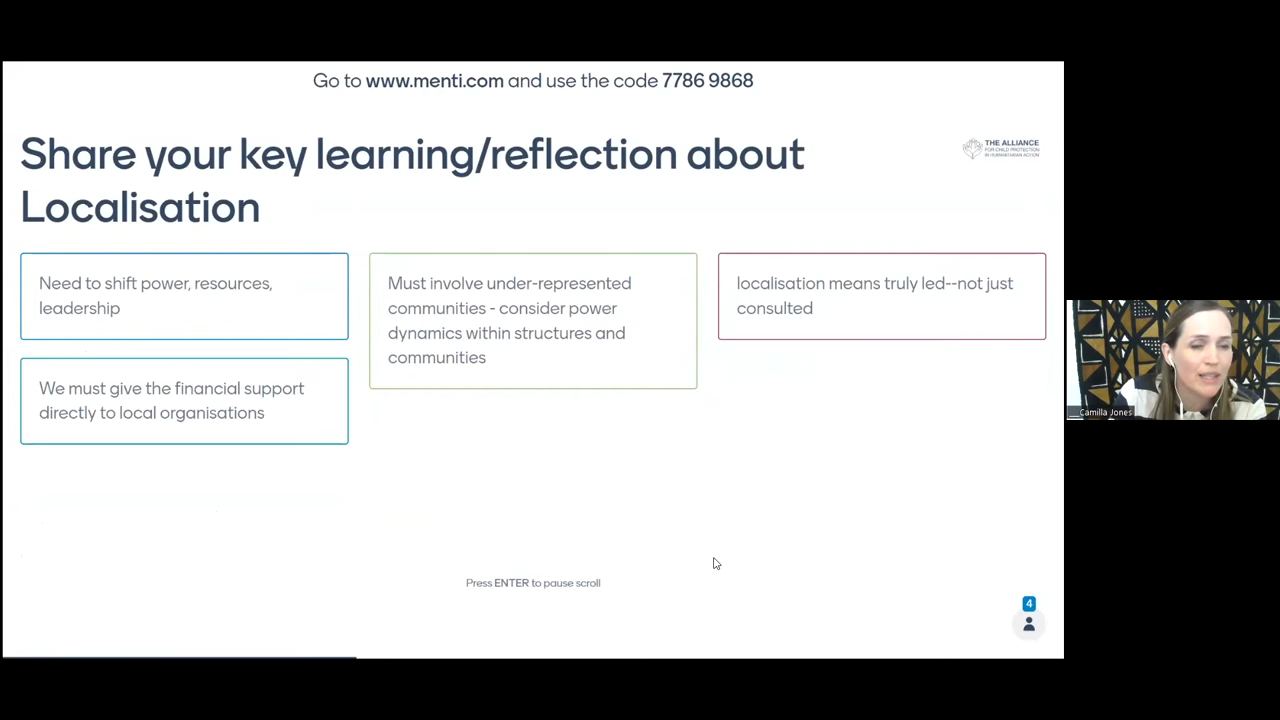 Go to www.menti.com and use the code 7786 9868
Share your key learning/reflection about
Localisation
THE ALLIANCE
FOR CHILD PROTECTION
IN HUMANITARIAN ACTION
Need to shift power, resources,
leadership
Must involve under-represented
communities - consider power
dynamics within structures and
communities
localisation means truly led--not just
consulted
We must give the financial support
directly to local organisations
Camilla Jones
Press ENTER to pause scroll
4